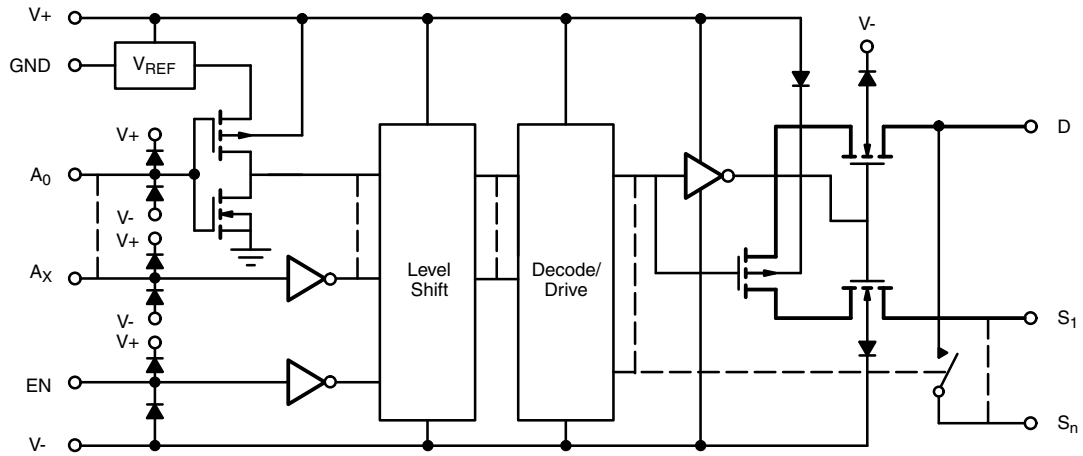 V+
V-
GND
VREF
V+
D
A0
V-
V+
AX
Level
Shift
Decode/
Drive
V-
V+
S1
EN
V-
Sn